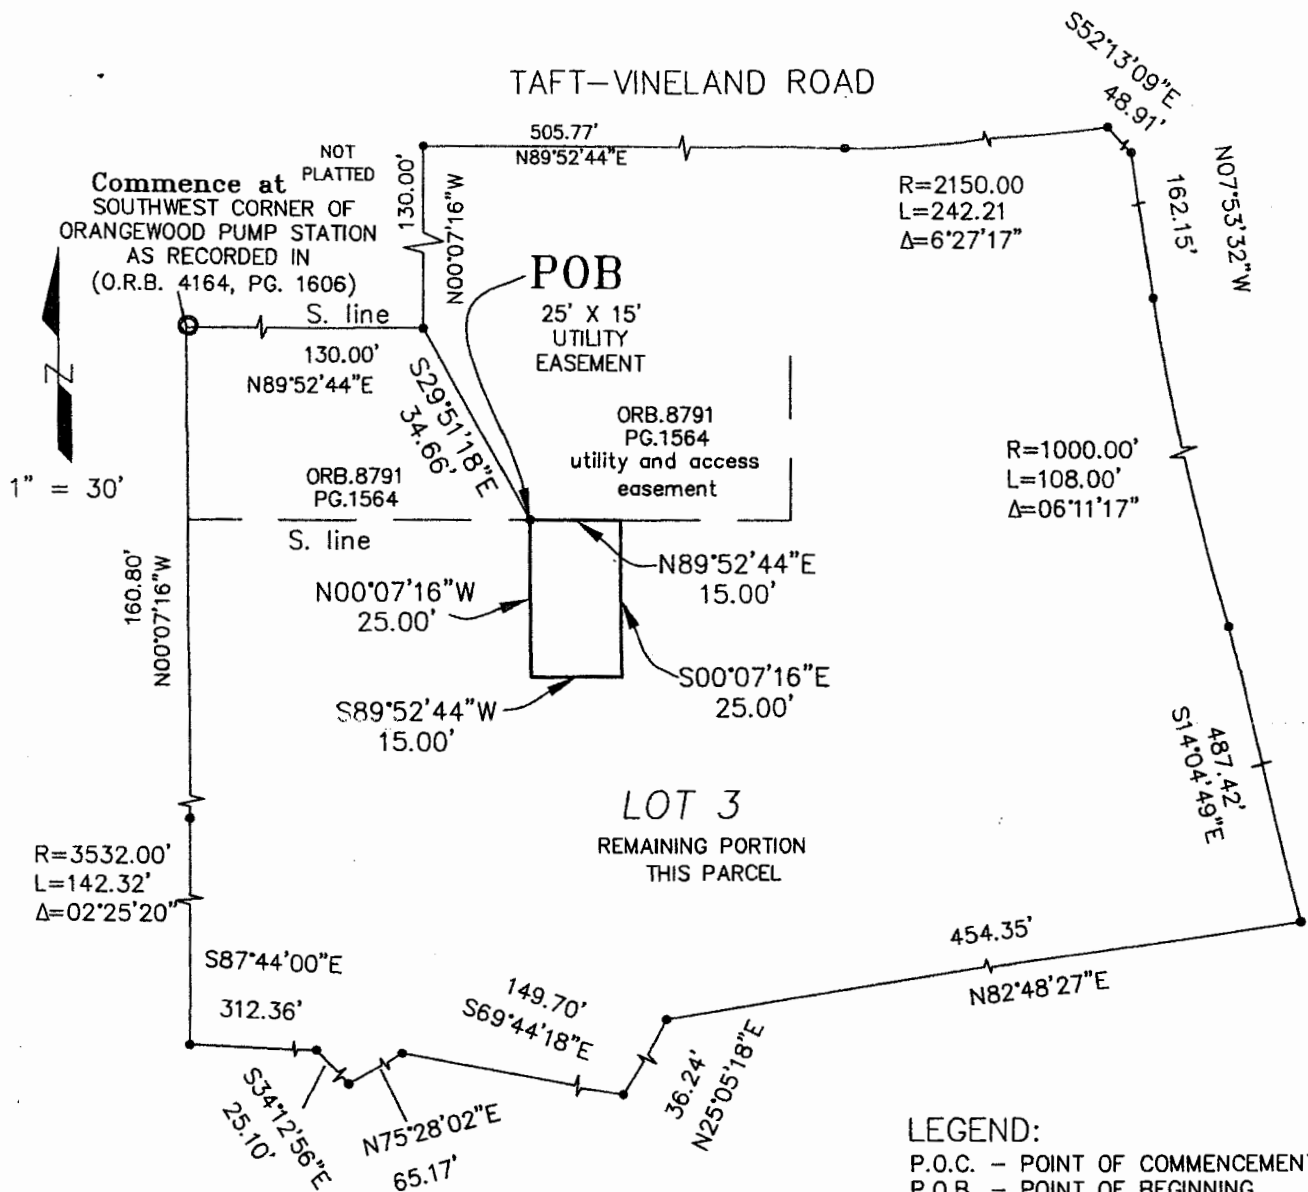 TAFT-VINELAND ROAD
S52°13'09"E
48.91'
505.77'
N89°52'44"E
NOT
PLATTED
130.00'
N00°07'16"W
Commence at
SOUTHWEST CORNER OF
ORANGEWOOD PUMP STATION
AS RECORDED IN
(O.R.B. 4164, PG. 1606)
R=2150.00
L=242.21
Δ=6°27'17"
N07°53'32"W
162.15'
POB
25' X 15'
UTILITY
EASEMENT
S. line
130.00'
N89°52'44"E
S29°51'18"E
34.66'
Z
1" = 30'
ORB.8791
PG.1564
utility and access
easement
ORB.8791
PG.1564
S. line
R=1000.00'
L=108.00'
Δ=06°11'17"
160.80'
N00°07'16"W
N00°07'16"W
25.00'
N89°52'44"E
15.00'
S00°07'16"E
25.00'
S89°52'44"W
15.00'
487.42'
S14°04'49"E
LOT 3
REMAINING PORTION
THIS PARCEL
R=3532.00'
L=142.32'
Δ=02°25'20"
S87°44'00"E
312.36'
S34°12'56"E
25.10'
N75°28'02"E
65.17'
149.70'
S69°44'18"E
36.24'
N25°05'18"E
454.35'
N82°48'27"E
LEGEND:
P.O.C. - POINT OF COMMENCEMENT
P.O.B. - POINT OF BEGINNING